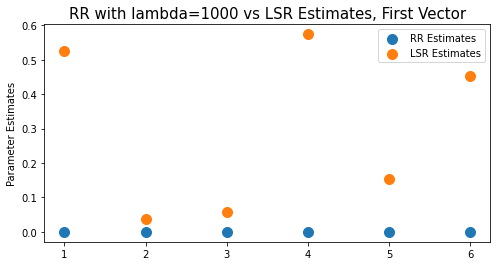 RR with lambda=1000 vs LSR Estimates, First Vector
RR Estimates
LSR Estimates
Parameter Estimates
0.6
0.5
0.4
0.3
0.2
0.1
0.0
1 2 3 4 5 6